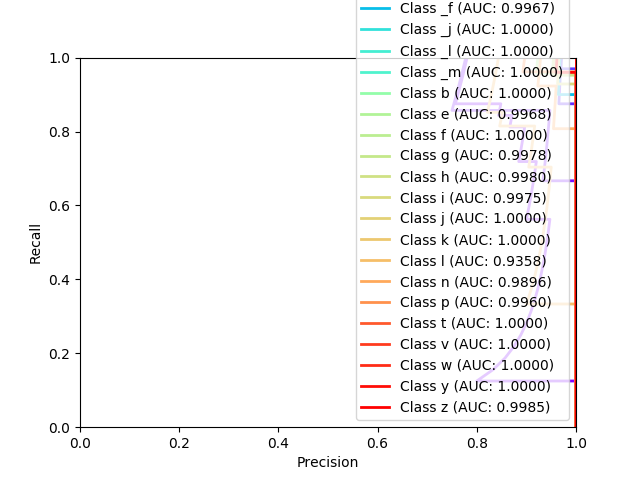 Class _f (AUC: 0.9967)
Class _j (AUC: 1.0000)
Class _l (AUC: 1.0000)
Class _m (AUC: 1.0000)
Class b (AUC: 1.0000)
Class e (AUC: 0.9968)
Class f (AUC: 1.0000)
Class g (AUC: 0.9978)
Class h (AUC: 0.9980)
Class i (AUC: 0.9975)
Class j (AUC: 1.0000)
Class k (AUC: 1.0000)
Class l (AUC: 0.9358)
Class n (AUC: 0.9896)
Class p (AUC: 0.9960)
Class t (AUC: 1.0000)
Class v (AUC: 1.0000)
Class w (AUC: 1.0000)
Class y (AUC: 1.0000)
Class z (AUC: 0.9985)
1.0
0.8
0.6
0.4
0.2
0.0
Recall
0.0 0.2 0.4 0.6 0.8 1.0
Precision